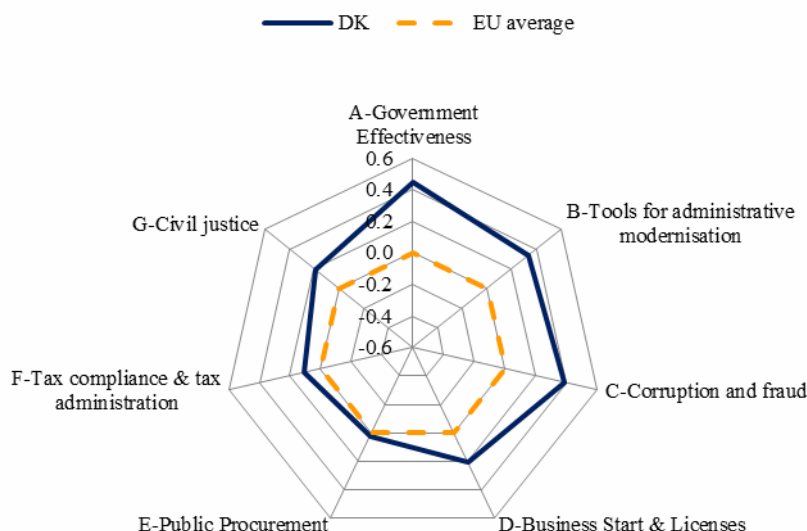 DK EU average
A-Government
Effectiveness
0.6
0.4
0.2
0.0
-0.2
-0.4
-0.6
B-Tools for administrative
modernisation
G-Civil justice
C-Corruption and fraud
F-Tax compliance & tax
administration
D-Business Start & Licenses
E-Public Procurement